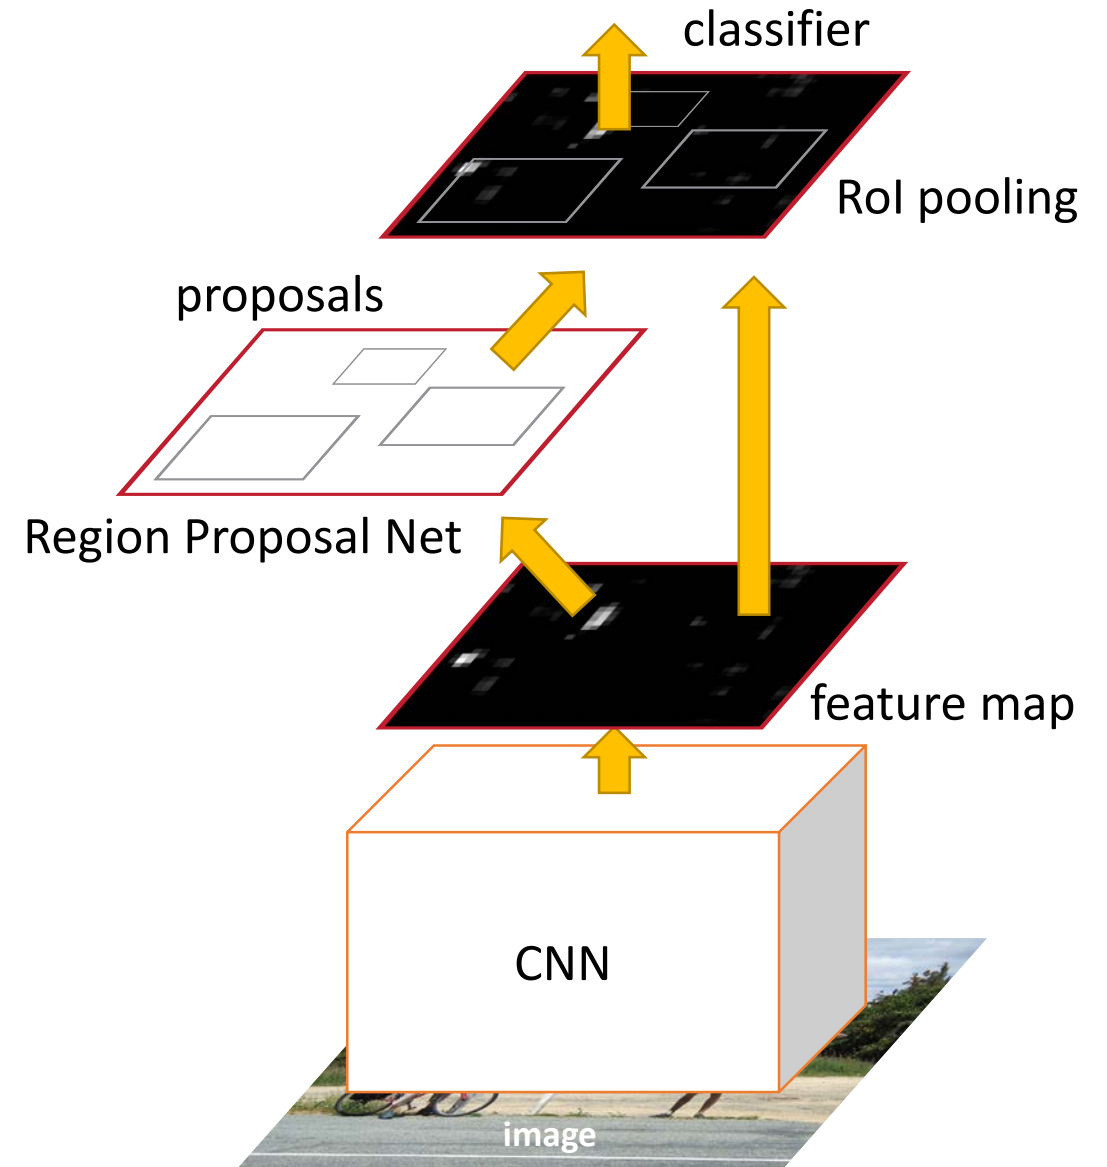 classifier
RoI pooling
proposals
Region Proposal Net
feature map
CNN
image